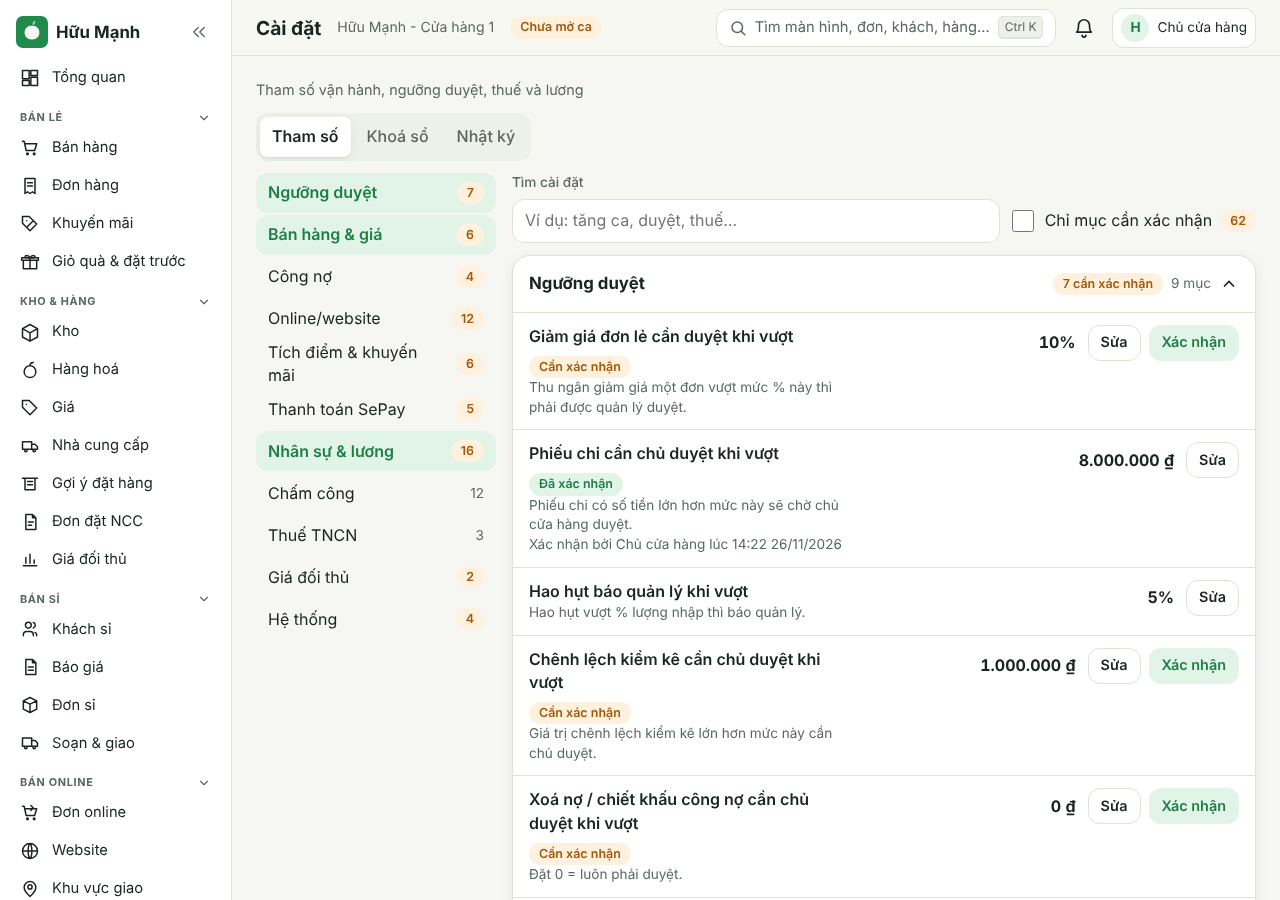 Hữu Mạnh
Tổng quan
BÁN LẺ
Bán hàng
Đơn hàng
Khuyến mãi
Giỏ quà & đặt trước
KHO & HÀNG
Kho
Hàng hoá
Giá
Nhà cung cấp
Gợi ý đặt hàng
Đơn đặt NCC
Giá đối thủ
BÁN SỈ
Khách sỉ
Báo giá
Đơn sỉ
Soạn & giao
BÁN ONLINE
Đơn online
Website
Khu vực giao
Cài đặt
Hữu Mạnh - Cửa hàng 1
Chưa mở ca
Tìm màn hình, đơn, khách, hàng...
Ctrl K
H
Chủ cửa hàng
Tham số vận hành, ngưỡng duyệt, thuế và lương
Tham số
Khoá sổ
Nhật ký
Ngưỡng duyệt 7
Bán hàng & giá 6
Công nợ 4
Online/website 12
Tích điểm & khuyến
mãi 6
Thanh toán SePay 5
Nhân sự & lương 16
Chấm công 12
Thuế TNCN 3
Giá đối thủ 2
Hệ thống 4
Tìm cài đặt
Ví dụ: tăng ca, duyệt, thuế...
Chỉ mục cần xác nhận 62
Ngưỡng duyệt
7 cần xác nhận
9 mục
Giảm giá đơn lẻ cần duyệt khi vượt
10%
Sửa
Xác nhận
Cần xác nhận
Thu ngân giảm giá một đơn vượt mức % này thì
phải được quản lý duyệt.
Phiếu chi cần chủ duyệt khi vượt
8.000.000 ₫
Sửa
Đã xác nhận
Phiếu chi có số tiền lớn hơn mức này sẽ chờ chủ
cửa hàng duyệt.
Xác nhận bởi Chủ cửa hàng lúc 14:22 26/11/2026
Hao hụt báo quản lý khi vượt
5%
Sửa
Hao hụt vượt % lượng nhập thì báo quản lý.
Chênh lệch kiểm kê cần chủ duyệt khi
vượt
1.000.000 ₫
Sửa
Xác nhận
Cần xác nhận
Giá trị chênh lệch kiểm kê lớn hơn mức này cần
chủ duyệt.
Xoá nợ / chiết khấu công nợ cần chủ
duyệt khi vượt
0 ₫
Sửa
Xác nhận
Cần xác nhận
Đặt 0 = luôn phải duyệt.